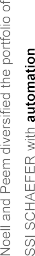 Noell and Peem diversified the portfolio of
SSI SCHAEFER with automation